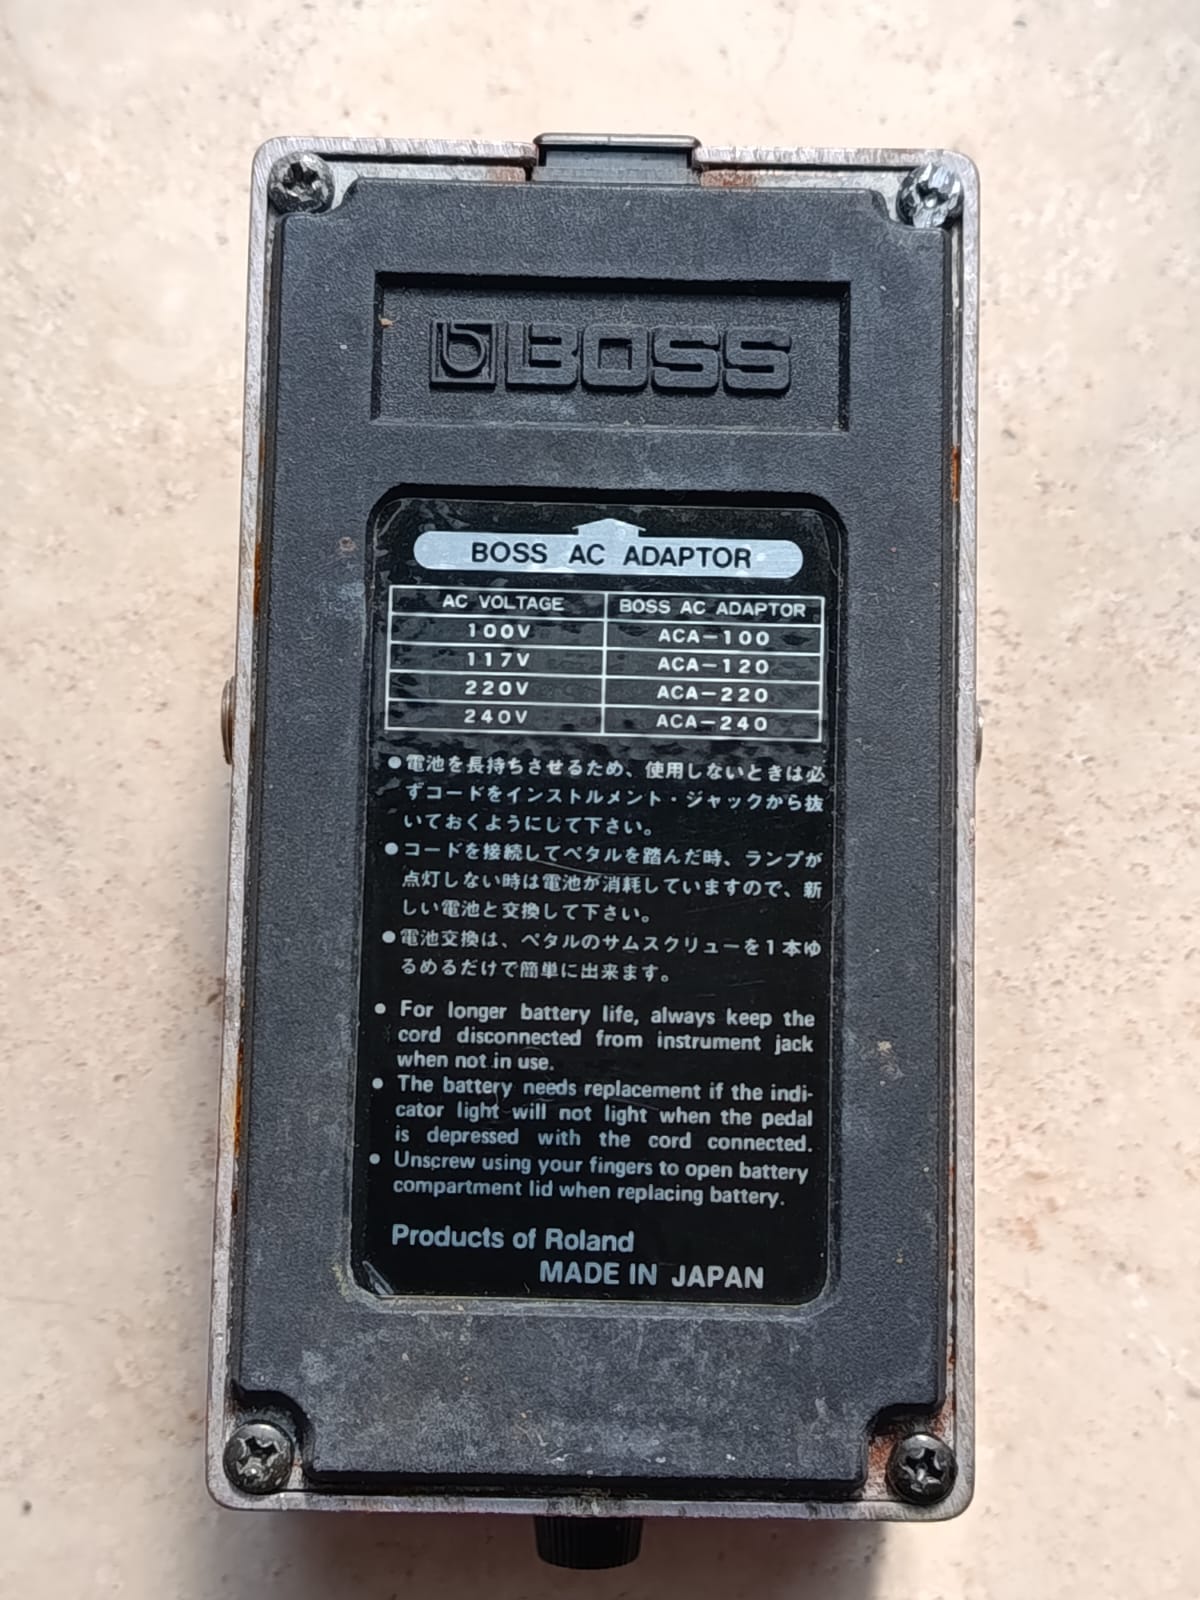 BOSS
BOSS AC ADAPTOR
AC VOLTAGE BOSS AC ADAPTOR
100V ACA-100
117V ACA-120
220V ACA-220
240V ACA-240
●電池を長持ちさせるため、使用しないときは必
ずコードをインストルメント・ジャックから抜
いておくようにして下さい。
●コードを接続してペタルを踏んだ時、ランプが
点灯しない時は電池が消耗していますので、新
しい電池と交換して下さい。
●電池交換は、ペタルのサムスクリューを1本ゆ
るめるだけで簡単に出来ます。
● For longer battery life, always keep the
cord disconnected from instrument jack
when not in use.
● The battery needs replacement if the indi-
cator light will not light when the pedal
is depressed with the cord connected.
● Unscrew using your fingers to open battery
compartment lid when replacing battery.
Products of Roland
MADE IN JAPAN